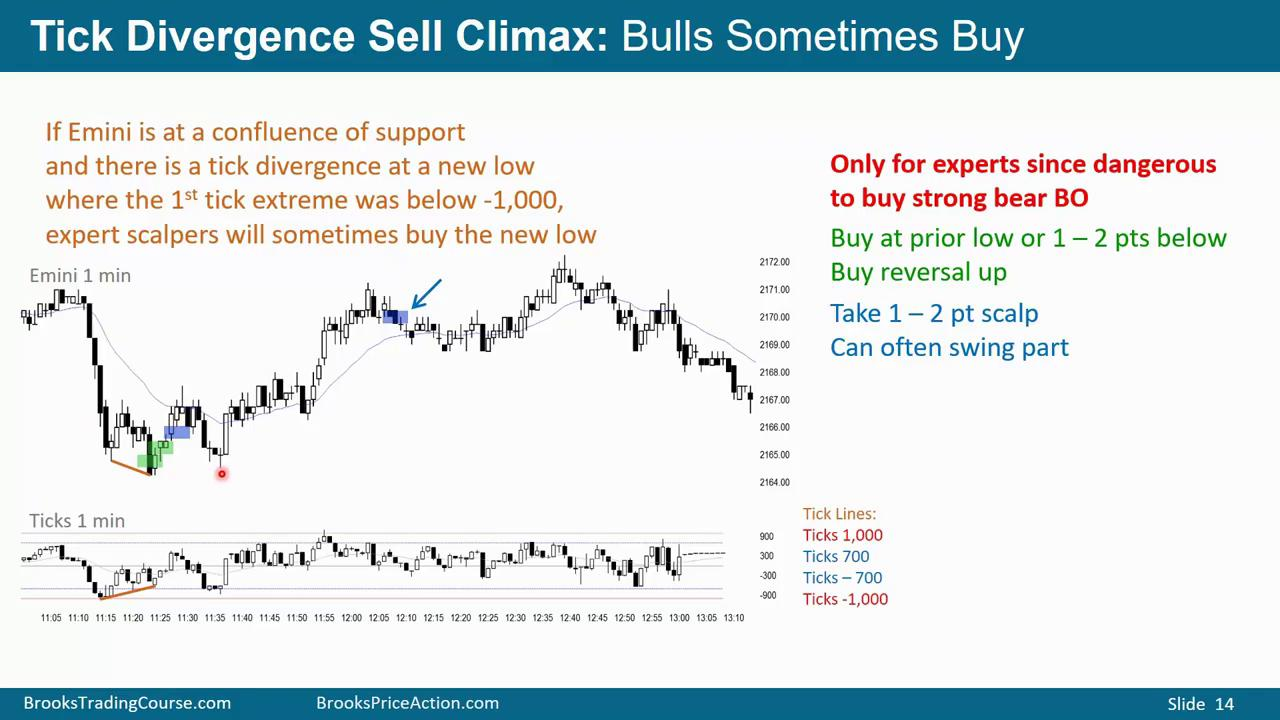 Tick Divergence Sell Climax: Bulls Sometimes Buy
If Emini is at a confluence of support
and there is a tick divergence at a new low
where the 1st tick extreme was below -1,000,
expert scalpers will sometimes buy the new low
Only for experts since dangerous
to buy strong bear BO
Buy at prior low or 1 – 2 pts below
Buy reversal up
Take 1 – 2 pt scalp
Can often swing part
Emini 1 min
2172.00
2171.00
2170.00
2169.00
2168.00
2167.00
2166.00
2165.00
2164.00
Ticks 1 min
900
300
-300
-900
Tick Lines:
Ticks 1,000
Ticks 700
Ticks – 700
Ticks -1,000
11:05 11:10 11:15 11:20 11:25 11:30 11:35 11:40 11:45 11:50 11:55 12:00 12:05 12:10 12:15 12:20 12:25 12:30 12:35 12:40 12:45 12:50 12:55 13:00 13:05 13:10
BrooksTradingCourse.com BrooksPriceAction.com Slide 14